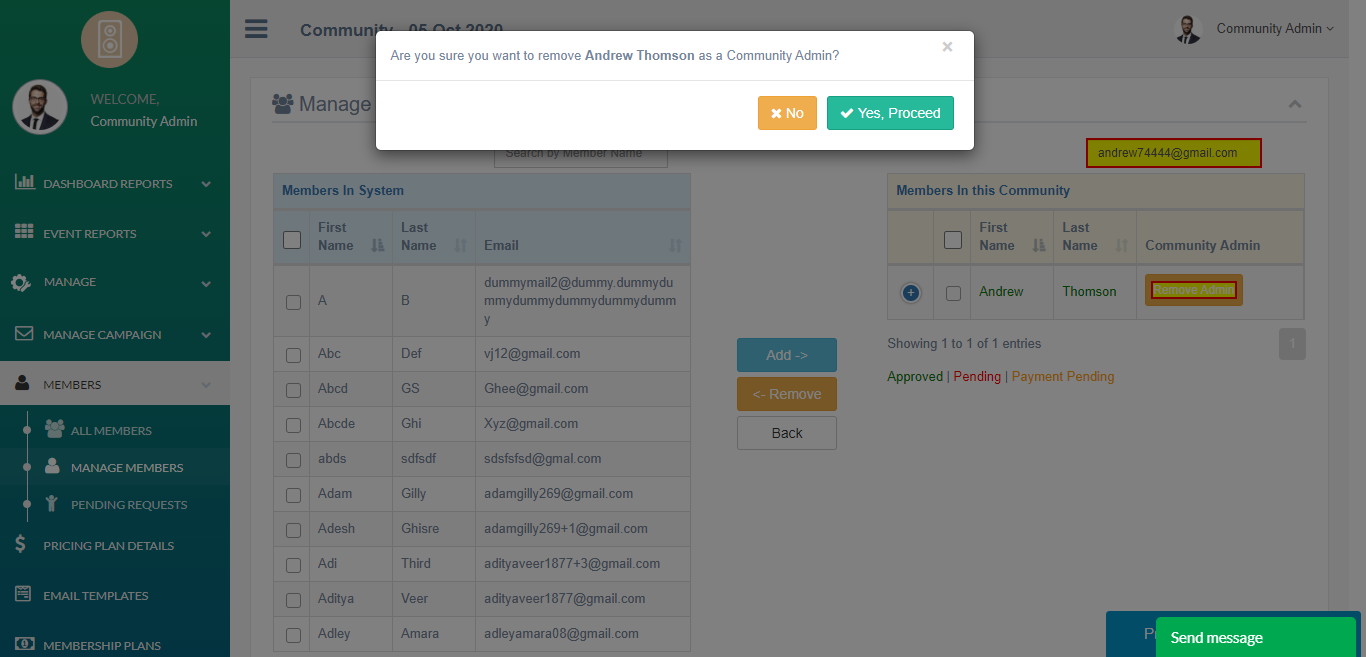 Community - 05 Oct 2020
Community Admin
WELCOME,
Community Admin
DASHBOARD REPORTS
EVENT REPORTS
MANAGE
MANAGE CAMPAIGN
MEMBERS
ALL MEMBERS
MANAGE MEMBERS
PENDING REQUESTS
PRICING PLAN DETAILS
EMAIL TEMPLATES
MEMBERSHIP PLANS
Are you sure you want to remove Andrew Thomson as a Community Admin?
×
No
Yes, Proceed
Manage
Search by Member Name
andrew74444@gmail.com
Members In System
First Name Last Name Email
A B dummymail2@dummy.dummydu
mmydummydummydummydumm
y
Abc Def vj12@gmail.com
Abcd GS Ghee@gmail.com
Abcde Ghi Xyz@gmail.com
abds sdfsdf sdsfsfsd@gmal.com
Adam Gilly adamgilly269@gmail.com
Adesh Ghisre adamgilly269+1@gmail.com
Adi Third adityaveer1877+3@gmail.com
Aditya Veer adityaveer1877@gmail.com
Adley Amara adleyamara08@gmail.com
Add ->
<- Remove
Back
Members In this Community
First Name Last Name Community Admin
Andrew Thomson Remove Admin
Showing 1 to 1 of 1 entries
1
Approved | Pending | Payment Pending
Send message